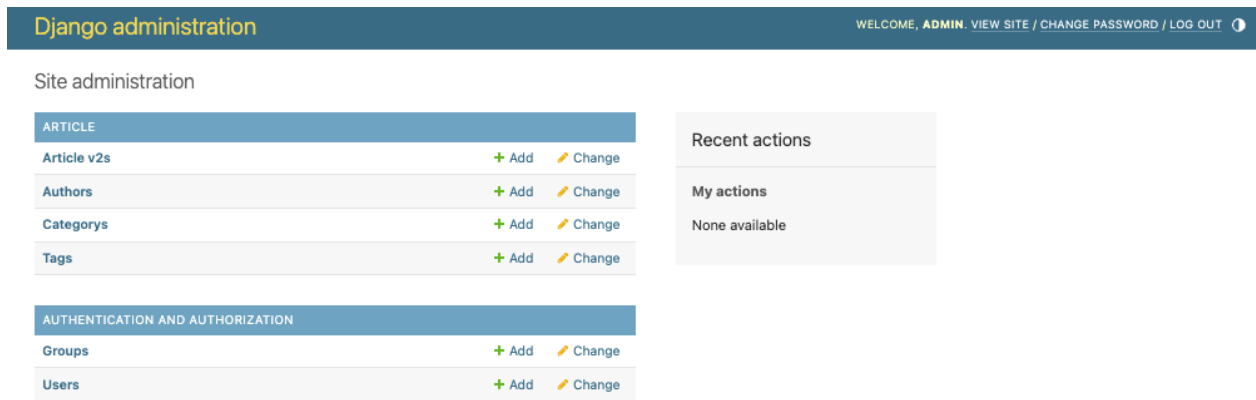 Django administration
WELCOME, ADMIN. VIEW SITE / CHANGE PASSWORD / LOG OUT
Site administration
ARTICLE
Article v2s + Add Change
Authors + Add Change
Categorys + Add Change
Tags + Add Change
AUTHENTICATION AND AUTHORIZATION
Groups + Add Change
Users + Add Change
Recent actions
My actions
None available